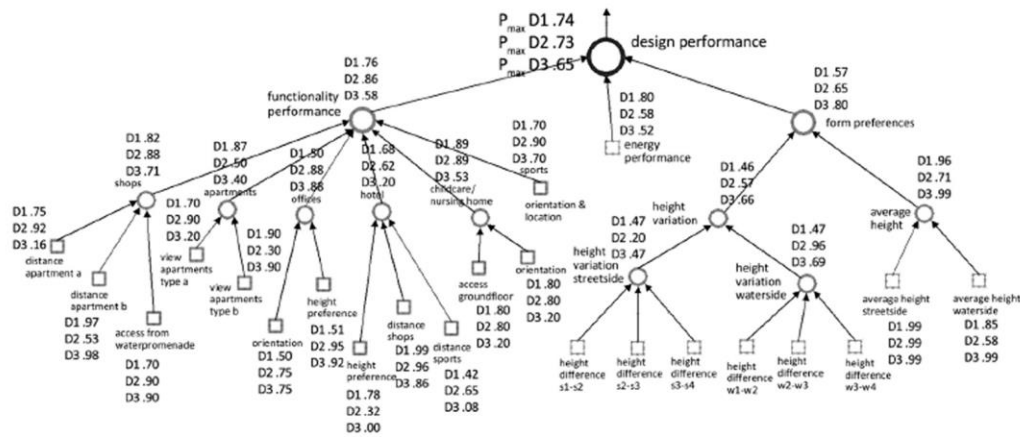 P max D1 .74
P max D2 .73
P max D3 .65
design performance
D1 .76
D2 .86
D3 .58
functionality
performance
D1 .80
D2 .58
D3 .52
energy
performance
D1 .57
D2 .65
D3 .80
form preferences
D1 .82
D2 .88
D3 .71
shops
D1 .87
D2 .50
D3 .40
apartments
D1 .50
D2 .88
D3 .88
offices
D1 .68
D2 .62
D3 .20
hotel
D1 .89
D2 .89
D3 .53
childcare/
nursing home
D1 .70
D2 .90
D3 .70
sports
orientation &
location
D1 .46
D2 .57
D3 .66
height
variation
D1 .96
D2 .71
D3 .99
average
height
D1 .75
D2 .92
D3 .16
distance
apartment a
distance
apartment b
D1 .97
D2 .53
D3 .98
access from
waterpromenade
D1 .70
D2 .90
D3 .90
D1 .70
D2 .90
D3 .20
view
apartments
type a
D1 .90
D2 .30
D3 .90
view
apartments
type b
orientation
D1 .50
D2 .75
D3 .75
height
preference
D1 .51
D2 .95
D3 .92
height
preference
D1 .78
D2 .32
D3 .00
distance
shops
D1 .99
D2 .96
D3 .86
distance
sports
D1 .42
D2 .65
D3 .08
access
groundfloor
D1 .80
D2 .80
D3 .20
orientation
D1 .80
D2 .80
D3 .20
D1 .47
D2 .20
D3 .47
height
variation
streetside
D1 .47
D2 .96
D3 .69
height
variation
waterside
height
difference
s1-s2
height
difference
s2-s3
height
difference
s3-s4
height
difference
w1-w2
height
difference
w2-w3
height
difference
w3-w4
average height
streetside
D1 .99
D2 .99
D3 .99
average height
waterside
D1 .85
D2 .58
D3 .99